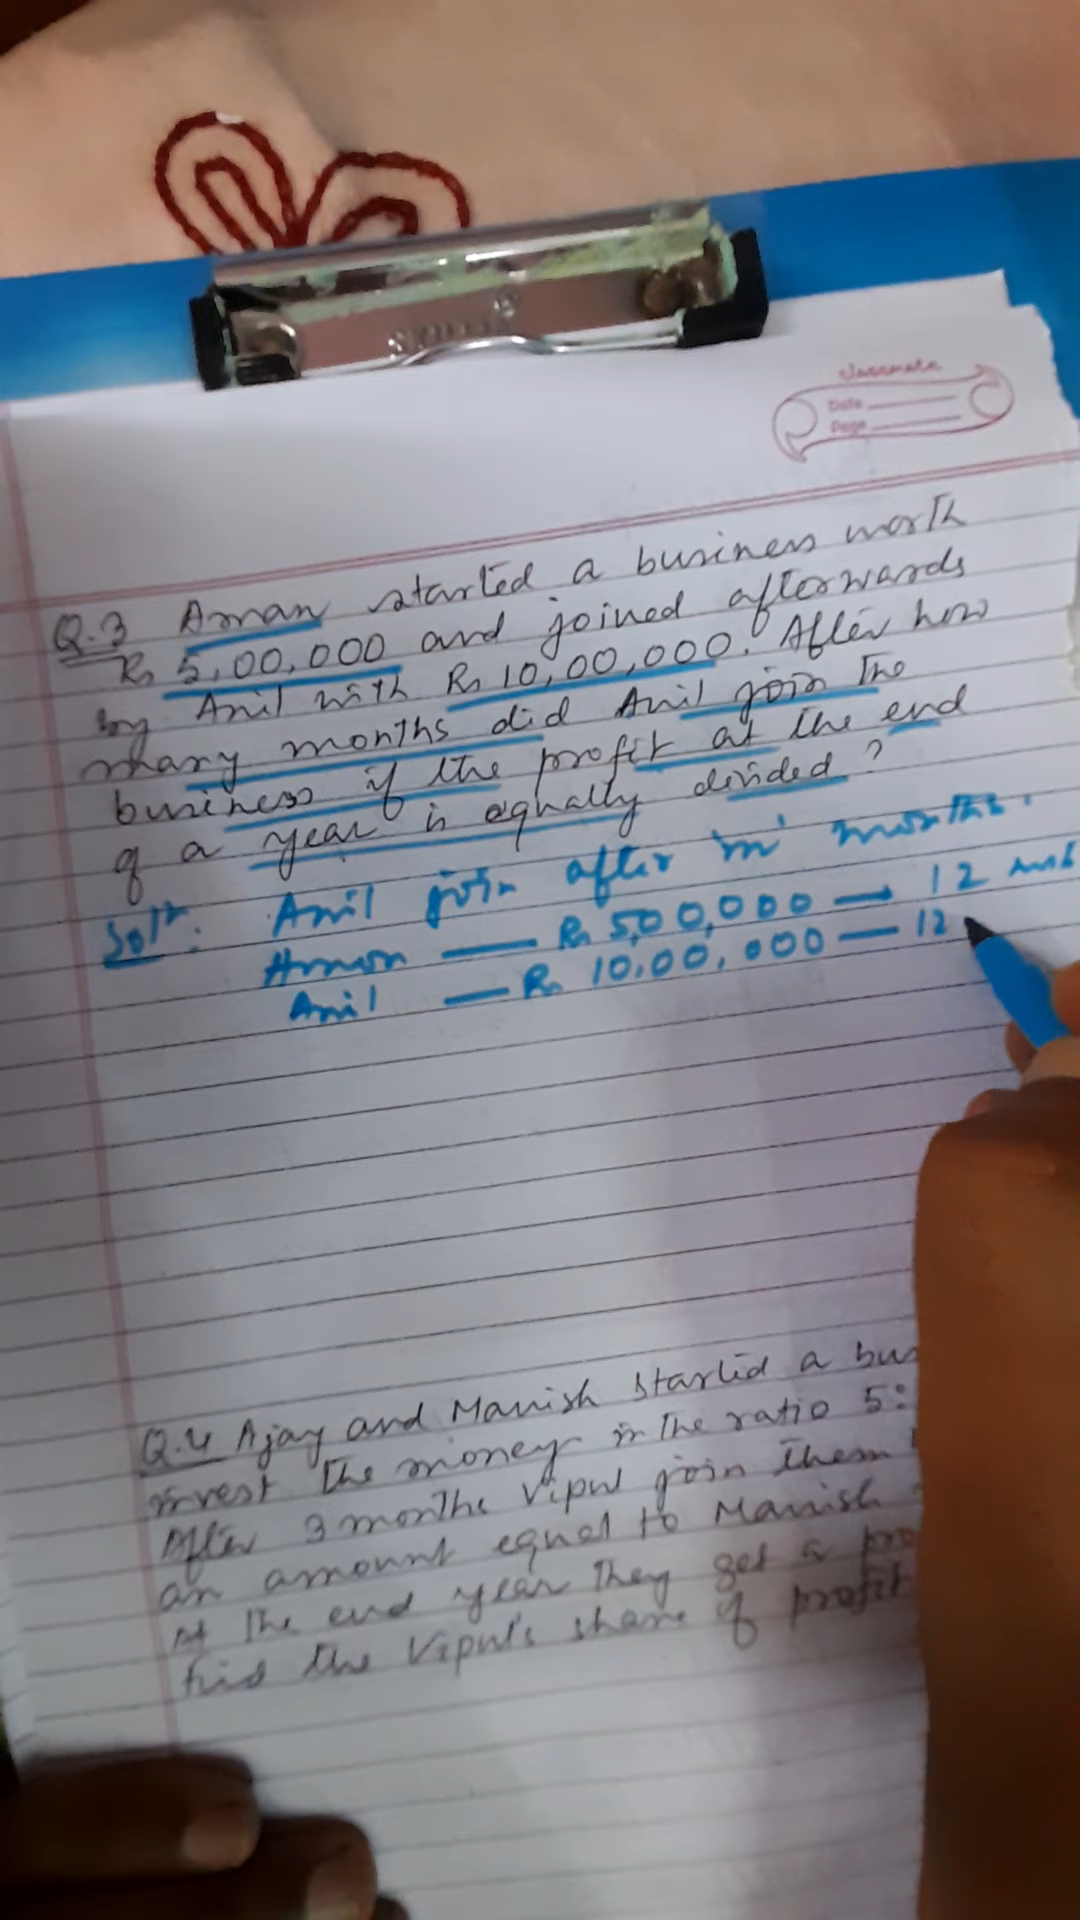 classmate
Date
Page
Q.3 Aman started a business worth
Rs 5,00,000 and joined afterwards
by Anil with Rs 10,00,000. After how
many months did Anil join the
business if the profit at the end
of a year is equally divided?
Soln: Anil join after 'm' months.
Aman — Rs 5,00,000 — 12
Anil — Rs 10,00,000 — 12
Q.4 Ajay and Manish started a bus
invest the money in the ratio 5:
After 3 months Vipul join them
an amount equal to Manish
At the end year they get a pro
find the Vipul's share of profit